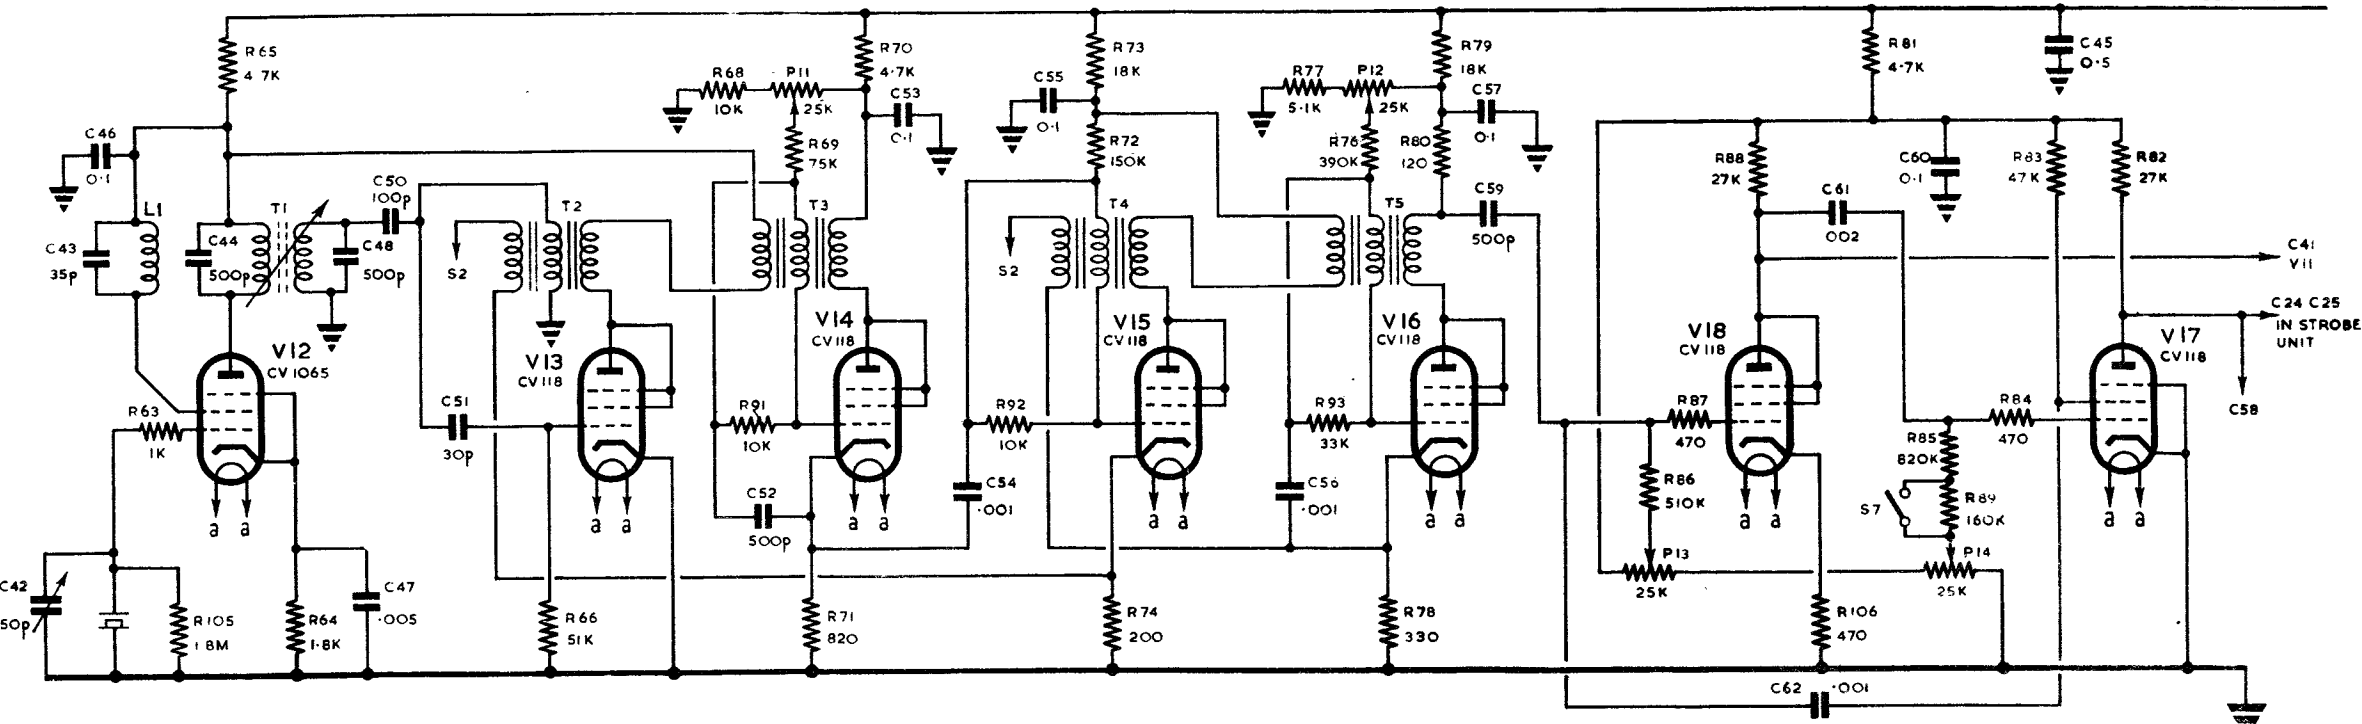 R65
4.7K
C46
0.1
L1
C43
35p
C44
500p
T1
C48
500p
C50
100p
V12
CV1065
R63
1K
a a
C42
50p
R105
1.8M
R64
1.8K
C47
.005
S2
T2
V13
CV118
C51
30p
a a
R66
51K
R68
10K
P11
25K
R69
75K
R70
4.7K
C53
0.1
T3
V14
CV118
R91
10K
C52
500p
a a
R71
820
C55
0.1
R73
18K
R72
150K
S2
T4
V15
CV118
R92
10K
C54
.001
a a
R74
200
R77
5.1K
P12
25K
R76
390K
R79
18K
C57
0.1
R80
120
T5
C59
500p
V16
CV118
R93
33K
C56
.001
a a
R78
330
R81
4.7K
C45
0.5
R88
27K
C61
002
C60
0.1
R83
47K
R82
27K
C41
V11
C24 C25
IN STROBE
UNIT
C58
V18
CV118
R87
470
R86
510K
P13
25K
a a
R106
470
R85
820K
S7
R89
160K
P14
25K
R84
470
V17
CV118
a a
C62
.001